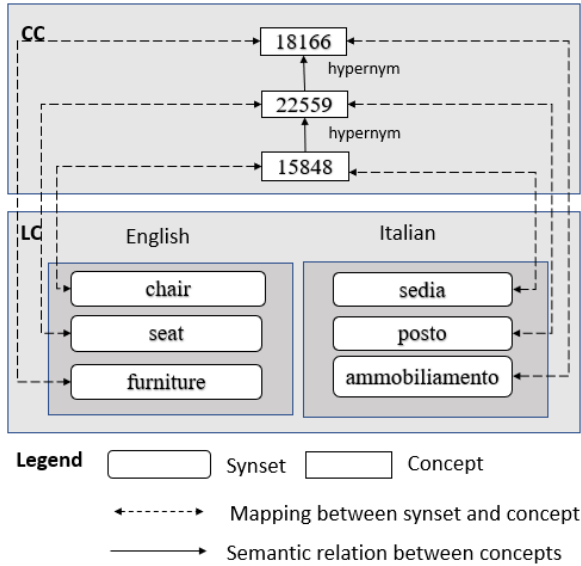 CC
18166
hypernym
22559
hypernym
15848
LC
English
Italian
chair
sedia
seat
posto
furniture
ammobiliamento
Legend
Synset
Concept
Mapping between synset and concept
Semantic relation between concepts